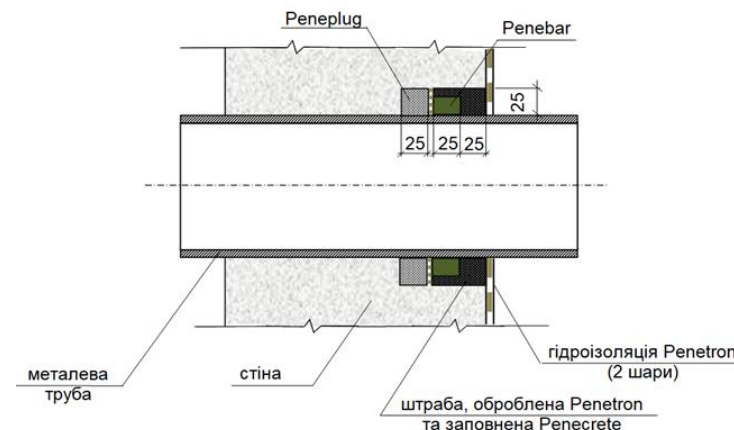 Peneplug
Penebar
25
25 25 25
металева
труба
стіна
гідроізоляція Penetron
(2 шари)
штраба, оброблена Penetron
та заповнена Penecrete